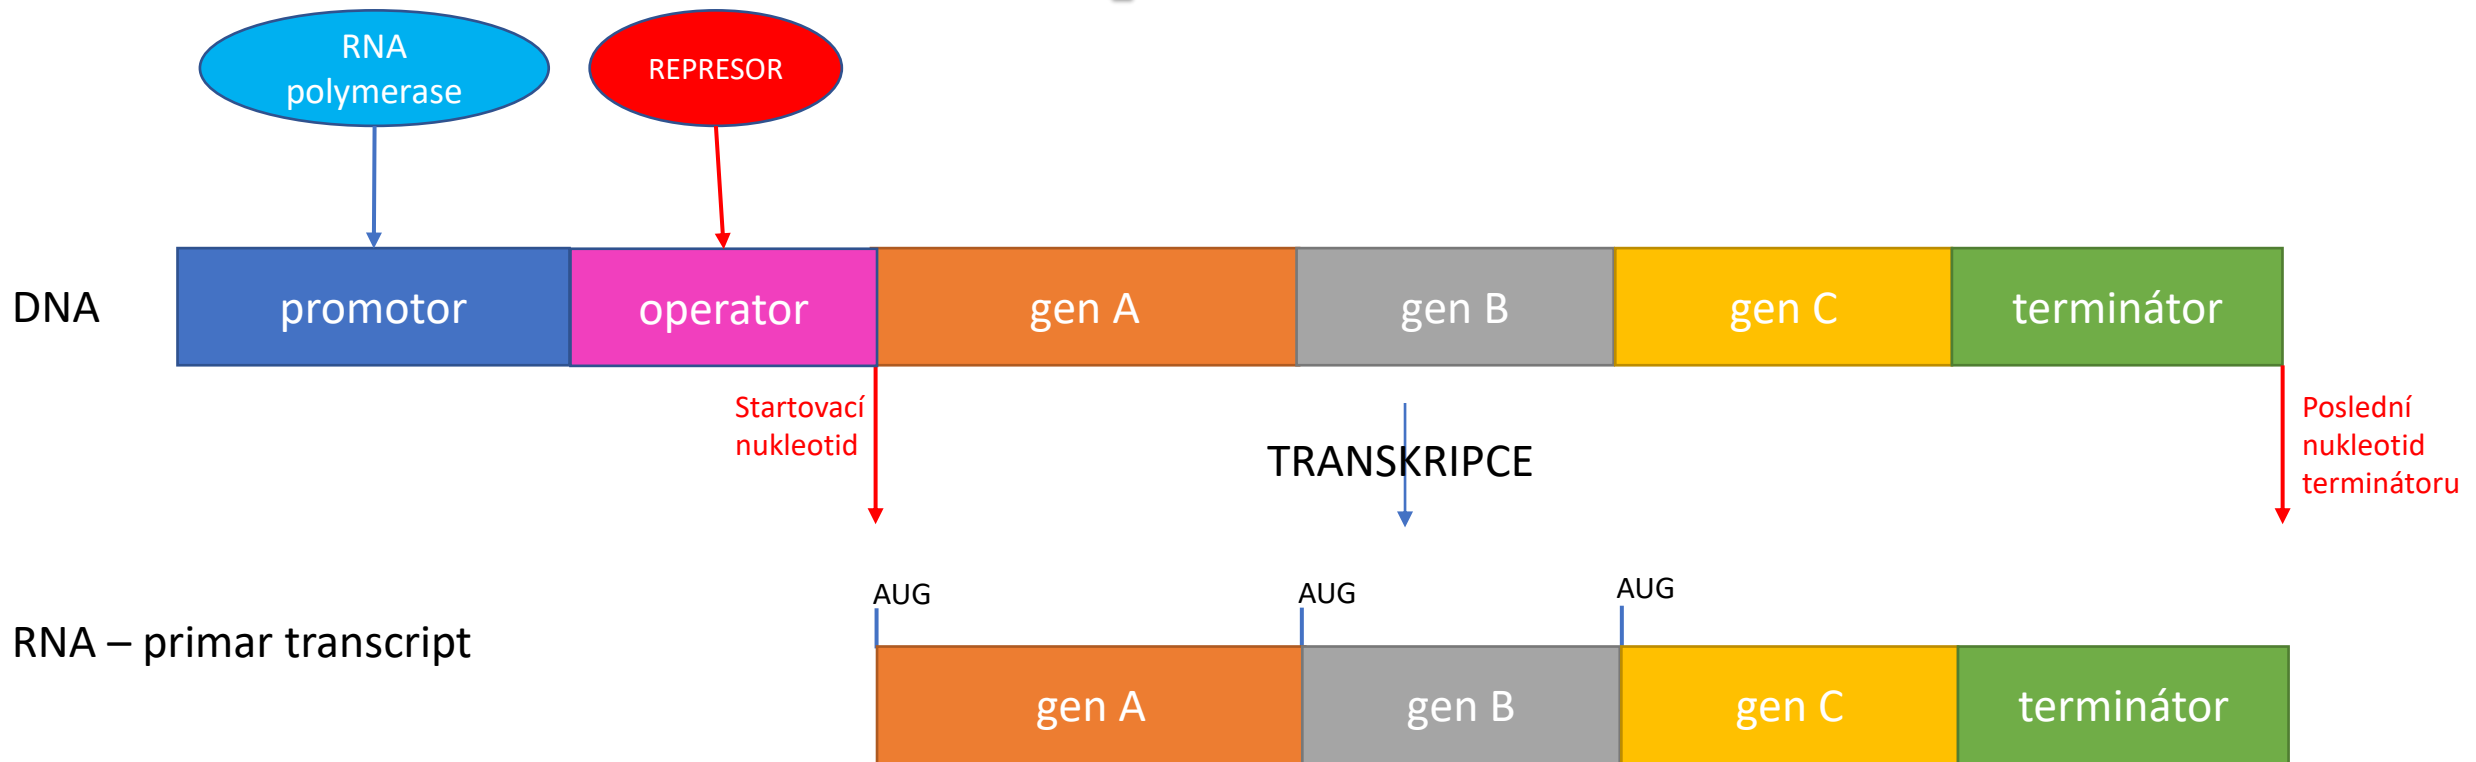 RNA
polymerase
REPRESOR
DNA
promotor
operator
gen A
gen B
gen C
terminátor
Startovací
nukleotid
TRANSKRIPCE
Poslední
nukleotid
terminátoru
AUG
AUG
AUG
RNA – primar transcript
gen A
gen B
gen C
terminátor